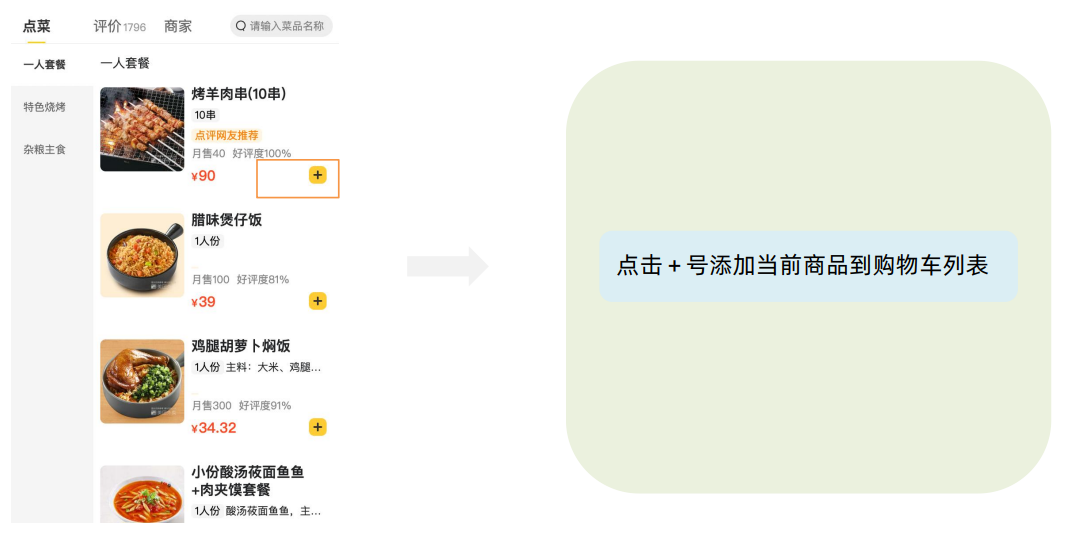 点菜 评价1796 商家 请输入菜品名称
一人套餐
特色烧烤
杂粮主食
一人套餐
烤羊肉串(10串)
10串
点评网友推荐
月售40 好评度100%
¥90
+
腊味煲仔饭
1人份
月售100 好评度81%
¥39
+
鸡腿胡萝卜焖饭
1人份 主料：大米、鸡腿...
月售300 好评度91%
¥34.32
+
小份酸汤莜面鱼鱼
+肉夹馍套餐
1人份 酸汤莜面鱼鱼，主...
点击+号添加当前商品到购物车列表